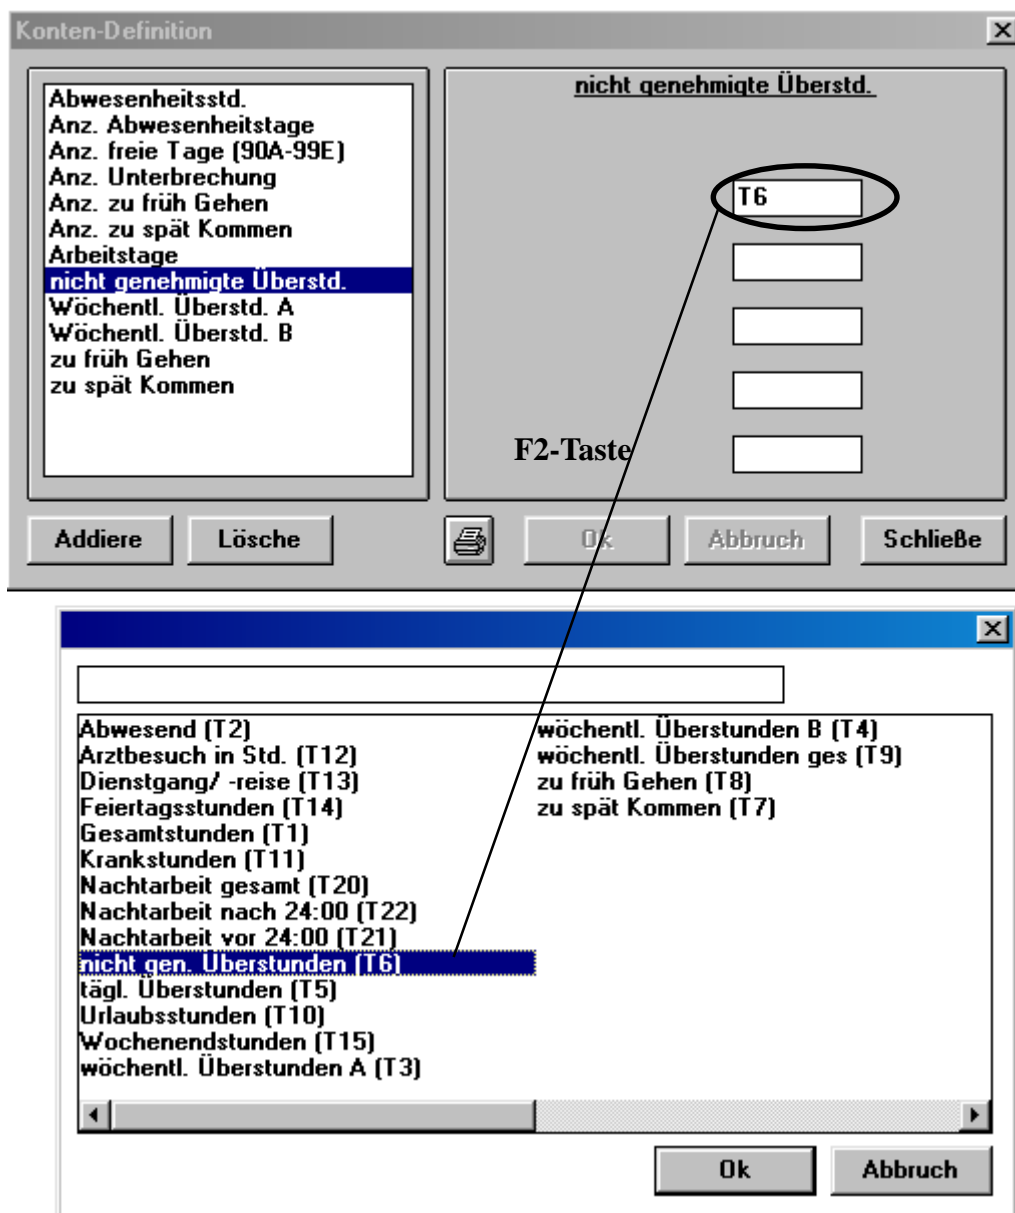 Konten-Definition
Abwesenheitsstd.
Anz. Abwesenheitstage
Anz. freie Tage (90A-99E)
Anz. Unterbrechung
Anz. zu früh Gehen
Anz. zu spät Kommen
Arbeitstage
nicht genehmigte Überstd.
Wöchentl. Überstd. A
Wöchentl. Überstd. B
zu früh Gehen
zu spät Kommen
nicht genehmigte Überstd.
T6
F2-Taste
Addiere
Lösche
Ok
Abbruch
Schließe
Abwesend (T2)
Arztbesuch in Std. (T12)
Dienstgang/ -reise (T13)
Feiertagsstunden (T14)
Gesamtstunden (T1)
Krankstunden (T11)
Nachtarbeit gesamt (T20)
Nachtarbeit nach 24:00 (T22)
Nachtarbeit vor 24:00 (T21)
nicht gen. Überstunden (T6)
tägl. Überstunden (T5)
Urlaubsstunden (T10)
Wochenendstunden (T15)
wöchentl. Überstunden A (T3)
wöchentl. Überstunden B (T4)
wöchentl. Überstunden ges (T9)
zu früh Gehen (T8)
zu spät Kommen (T7)
Ok
Abbruch